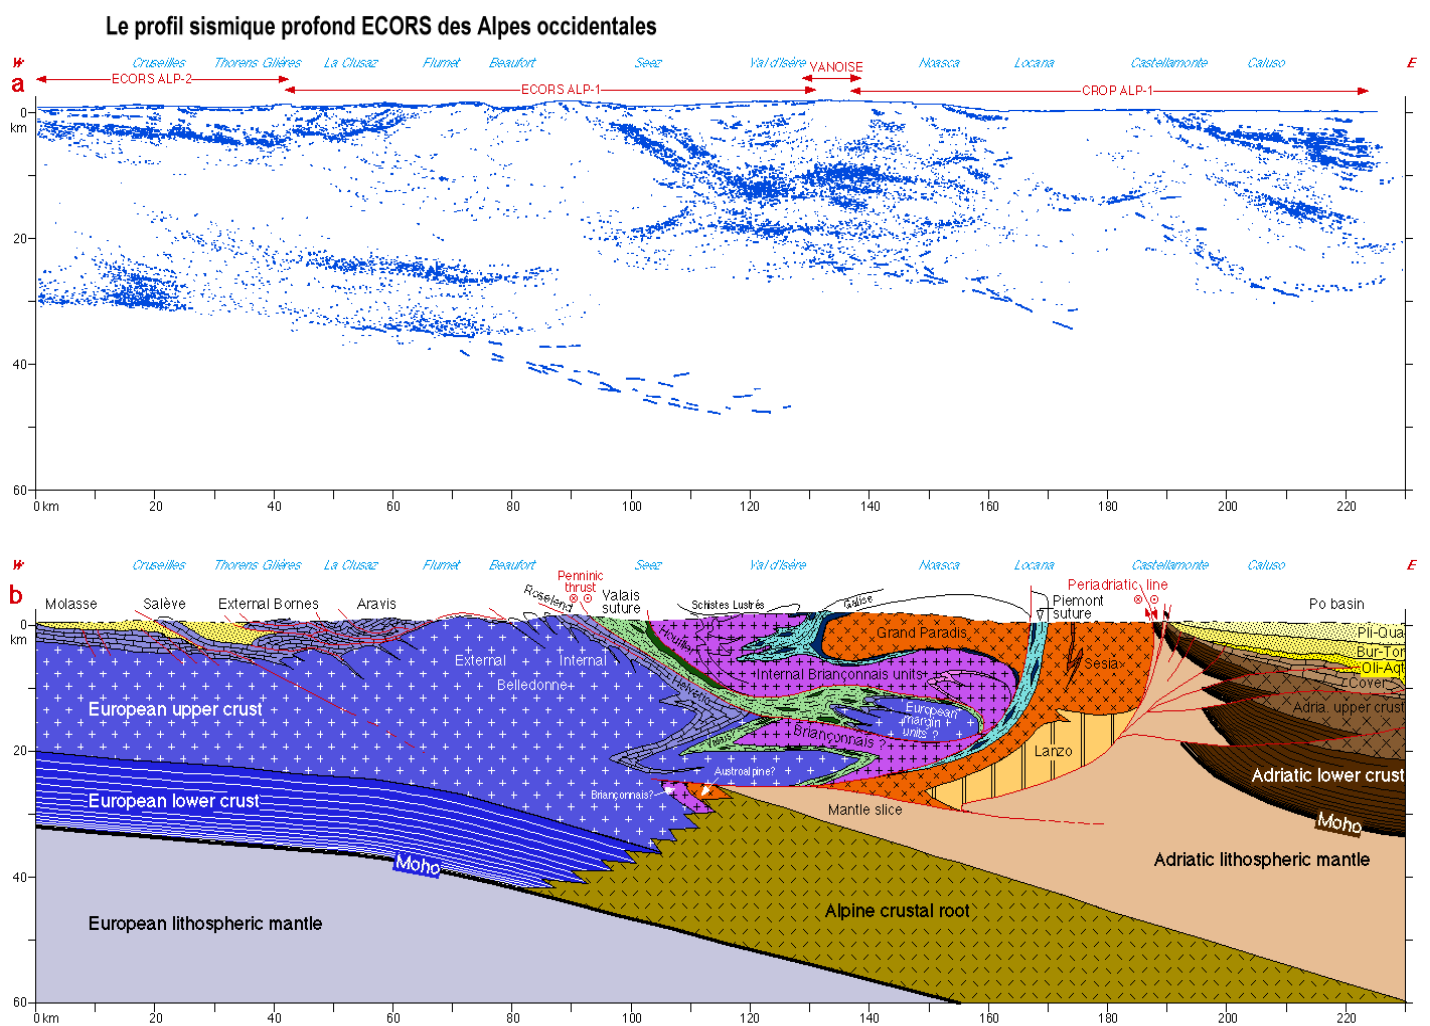 Le profil sismique profond ECORS des Alpes occidentales
W Cruseilles Thorens Glières La Clusaz Flumet Beaufort Seez Val d'Isère VANOISE Noasca Locana Castellamonte Caluso E
a ECORS ALP-2 ECORS ALP-1 CROP ALP-1
0
km
20
40
60
0 km 20 40 60 80 100 120 140 160 180 200 220
W Cruseilles Thorens Glières La Clusaz Flumet Beaufort Seez Val d'Isère Noasca Locana Castellamonte Caluso E
b
Molasse Salève External Bornes Aravis Roselend
Penninic
thrust
Valais
suture
Schistes Lustrés
Galise
Piemont
suture
Periadriatic line
Po basin
0
km
Houiller
Grand Paradis
Sesia
Pli-Qua
Bur-Tor
Oli-Aqt
Cover
External Internal
Belledonne
Helvet.
Internal Briançonnais units
European
margin
units ?
Adria. upper crust
European upper crust
Valais
Briançonnais ?
Lanzo
20
Austroalpine?
Briançonnais?
Adriatic lower crust
European lower crust
Mantle slice
Moho
Moho
Adriatic lithospheric mantle
40
European lithospheric mantle
Alpine crustal root
60
0 km 20 40 60 80 100 120 140 160 180 200 220